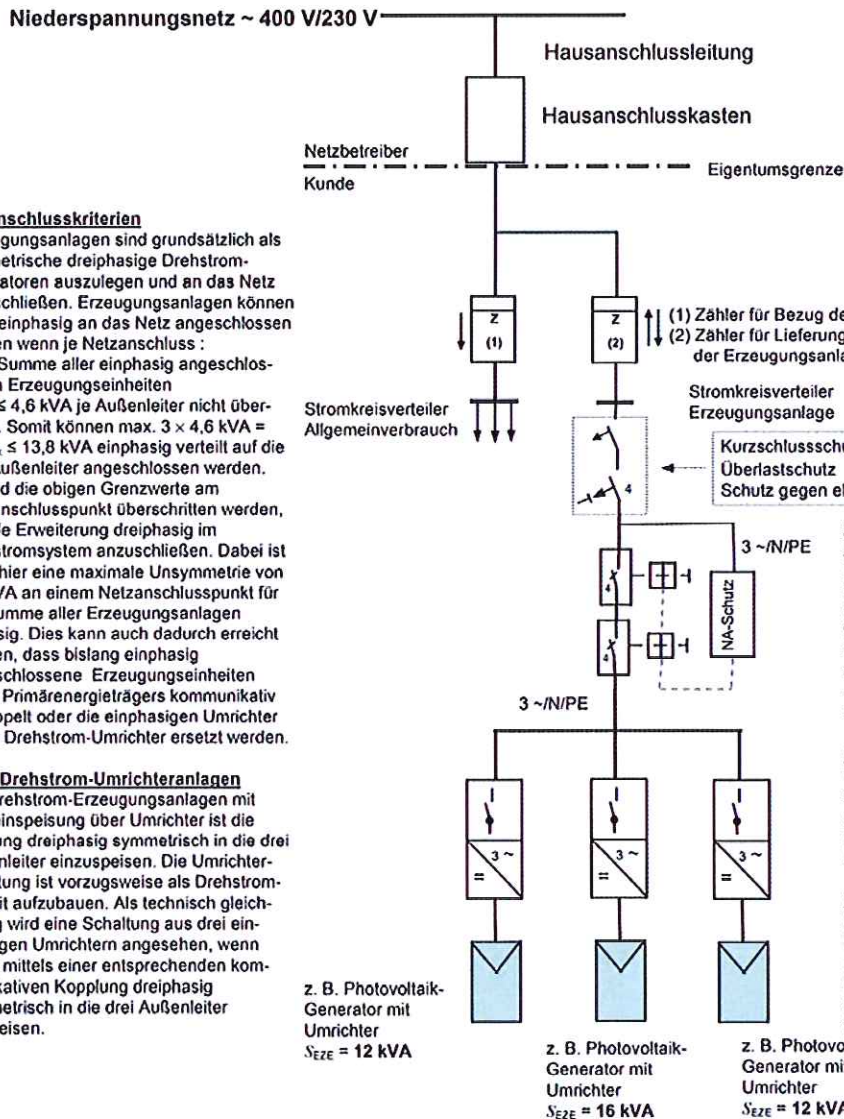 Niederspannungsnetz ~ 400 V/230 V
Hausanschlussleitung
Hausanschlusskasten
Netzbetreiber
Kunde
Eigentumsgrenze
nschlusskriterien
gungsanlagen sind grundsätzlich als
etrische dreiphasige Drehstrom-
atoren auszulegen und an das Netz
schließen. Erzeugungsanlagen können
einphasig an das Netz angeschlossen
en wenn je Netzanschluss :
Summe aller einphasig angeschlos-
n Erzeugungseinheiten
≤ 4,6 kVA je Außenleiter nicht über-
. Somit können max. 3 × 4,6 kVA =
≤ 13,8 kVA einphasig verteilt auf die
ußenleiter angeschlossen werden.
d die obigen Grenzwerte am
anschlusspunkt überschritten werden,
e Erweiterung dreiphasig im
stromsystem anzuschließen. Dabei ist
hier eine maximale Unsymmetrie von
VA an einem Netzanschlusspunkt für
umme aller Erzeugungsanlagen
sig. Dies kann auch dadurch erreicht
en, dass bislang einphasig
schlossene Erzeugungseinheiten
Primärenergieträgers kommunikativ
ppelt oder die einphasigen Umrichter
Drehstrom-Umrichter ersetzt werden.
Drehstrom-Umrichteranlagen
rehstrom-Erzeugungsanlagen mit
einspeisung über Umrichter ist die
ung dreiphasig symmetrisch in die drei
nleiter einzuspeisen. Die Umrichter-
tung ist vorzugsweise als Drehstrom-
it aufzubauen. Als technisch gleich-
g wird eine Schaltung aus drei ein-
igen Umrichtern angesehen, wenn
mittels einer entsprechenden kom-
kativen Kopplung dreiphasig
netrisch in die drei Außenleiter
eisen.
Z
(1)
Z
(2)
(1) Zähler für Bezug de
(2) Zähler für Lieferung
der Erzeugungsanla
Stromkreisverteiler
Allgemeinverbrauch
Stromkreisverteiler
Erzeugungsanlage
4
Kurzschlussschu
Überlastschutz
Schutz gegen el
3 ~/N/PE
4
4
NA-Schutz
3 ~/N/PE
3 ~
=
3 ~
=
3 ~
=
z. B. Photovoltaik-
Generator mit
Umrichter
SEZE = 12 kVA
z. B. Photovoltaik-
Generator mit
Umrichter
SEZE = 16 kVA
z. B. Photovo
Generator mi
Umrichter
SEZE = 12 kVA